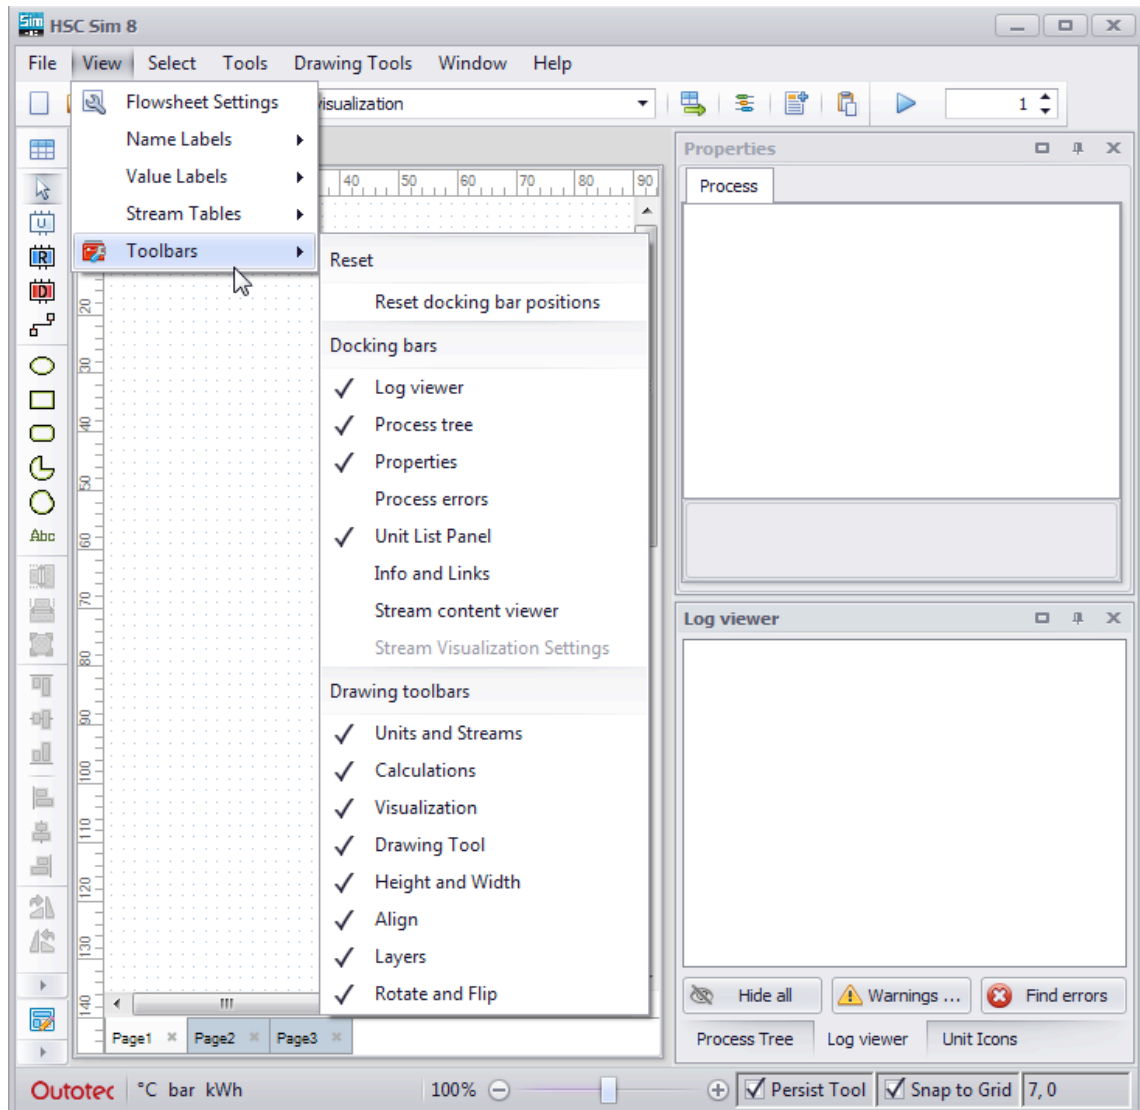 Sim HSC Sim 8
File View Select Tools Drawing Tools Window Help
Flowsheet Settings
Name Labels
Value Labels
Stream Tables
Toolbars
isualization
1
Properties
Process
40 50 60 70 80 90
Reset
Reset docking bar positions
Docking bars
Log viewer
Process tree
Properties
Process errors
Unit List Panel
Info and Links
Stream content viewer
Stream Visualization Settings
Drawing toolbars
Units and Streams
Calculations
Visualization
Drawing Tool
Height and Width
Align
Layers
Rotate and Flip
U
R
D
Abc
20
30
40
50
60
70
80
90
100
110
120
130
140
Log viewer
Hide all Warnings ... Find errors
Process Tree Log viewer Unit Icons
Page1 Page2 Page3
Outotec °C bar kWh 100% Persist Tool Snap to Grid 7, 0